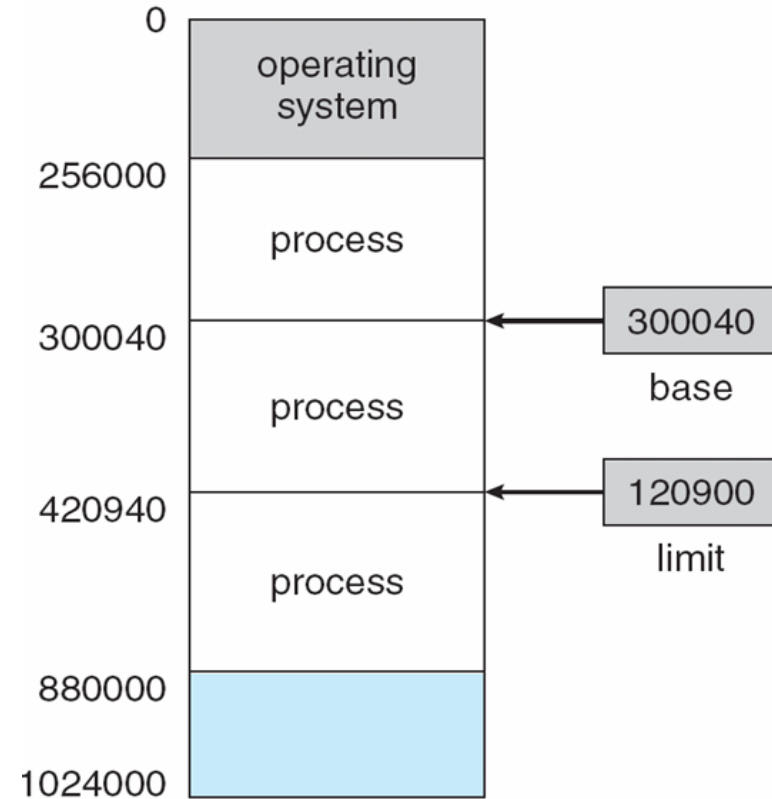 0
operating
system
256000
process
300040
300040
base
process
420940
120900
limit
process
880000
1024000